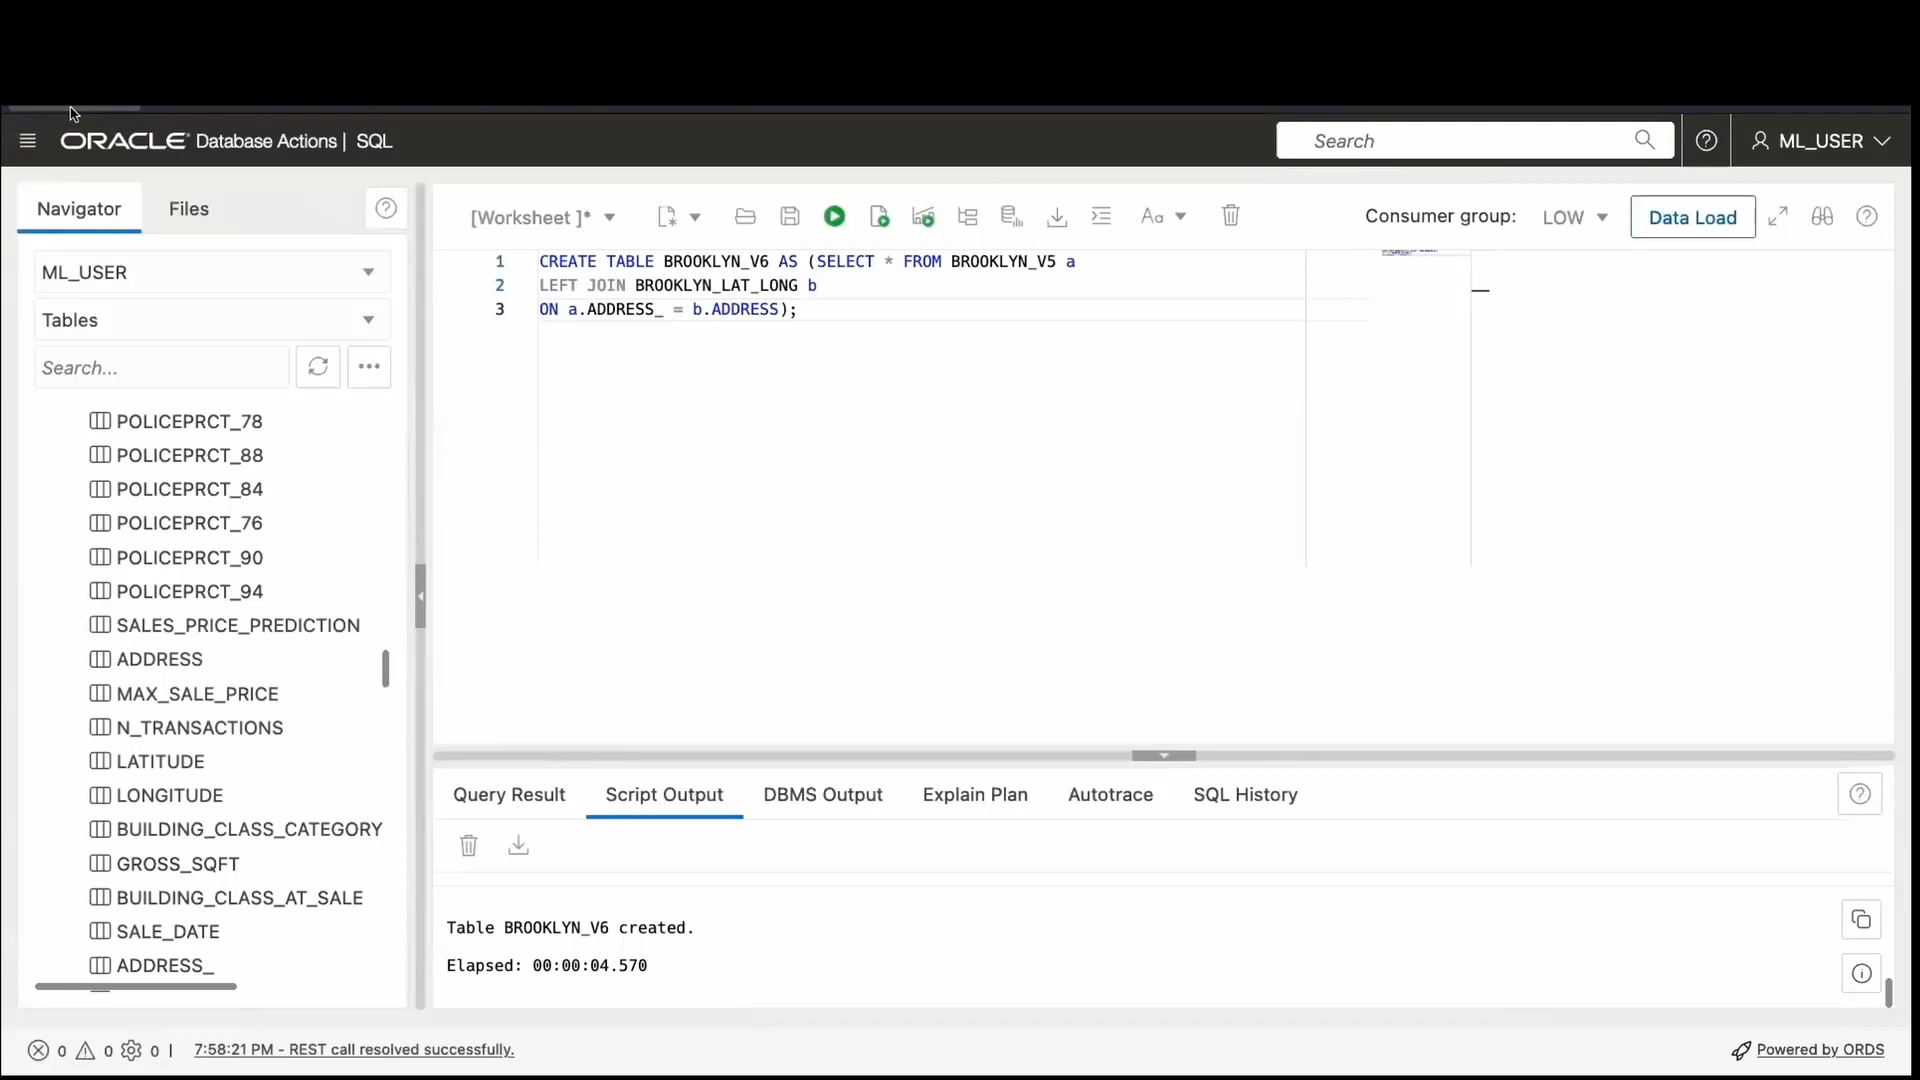 ORACLE Database Actions | SQL
Search
ML_USER
Navigator
Files
ML_USER
Tables
Search...
POLICEPRCT_78
POLICEPRCT_88
POLICEPRCT_84
POLICEPRCT_76
POLICEPRCT_90
POLICEPRCT_94
SALES_PRICE_PREDICTION
ADDRESS
MAX_SALE_PRICE
N_TRANSACTIONS
LATITUDE
LONGITUDE
BUILDING_CLASS_CATEGORY
GROSS_SQFT
BUILDING_CLASS_AT_SALE
SALE_DATE
ADDRESS_
[Worksheet ]*
Aa
Consumer group: LOW
Data Load
1 CREATE TABLE BROOKLYN_V6 AS (SELECT * FROM BROOKLYN_V5 a
2 LEFT JOIN BROOKLYN_LAT_LONG b
3 ON a.ADDRESS_ = b.ADDRESS);
Query Result
Script Output
DBMS Output
Explain Plan
Autotrace
SQL History
Table BROOKLYN_V6 created.
Elapsed: 00:00:04.570
0 0 0 | 7:58:21 PM - REST call resolved successfully.
Powered by ORDS